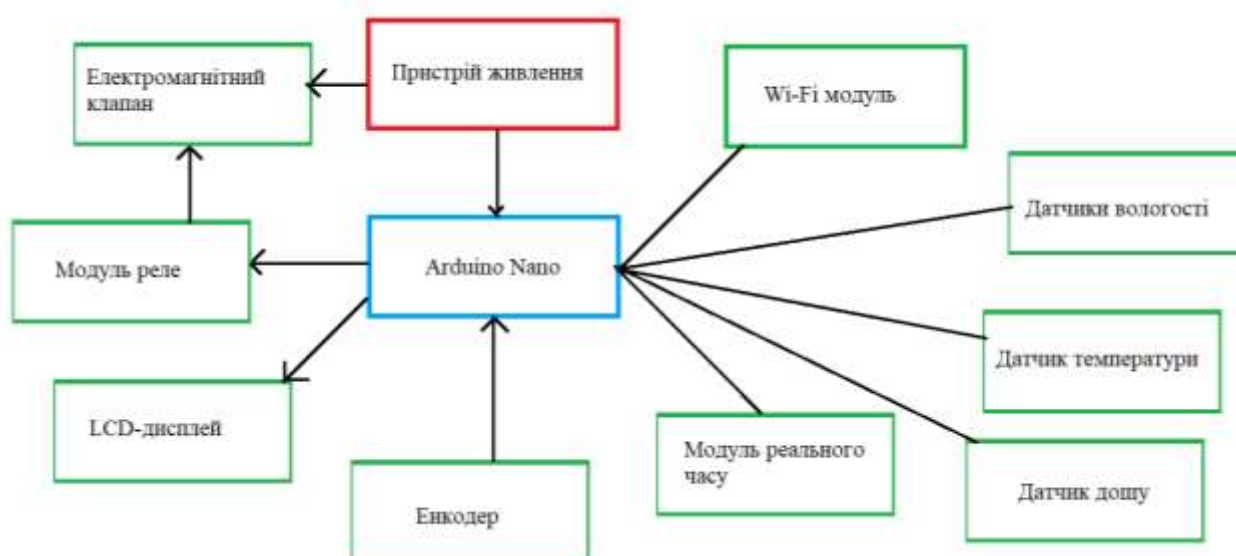 Електромагнітний
клапан
Пристрій живлення
Wi-Fi модуль
Датчики вологості
Модуль реле
Arduino Nano
Датчик температури
LCD-дисплей
Модуль реального
часу
Енкодер
Датчик дощу